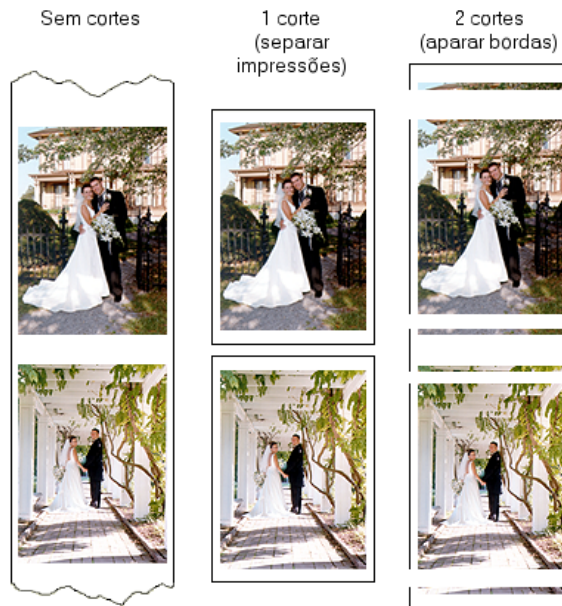 Sem cortes
1 corte
(separar
impressões)
2 cortes
(aparar bordas)